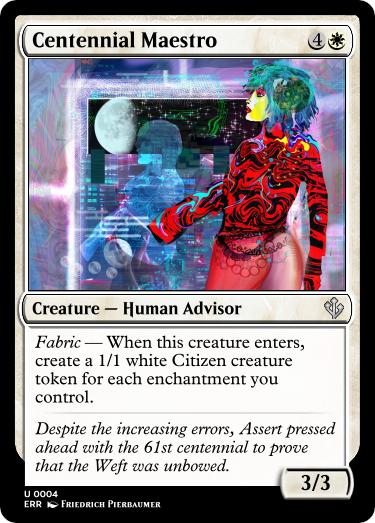 Centennial Maestro 4
Creature — Human Advisor
Fabric — When this creature enters,
create a 1/1 white Citizen creature
token for each enchantment you
control.
Despite the increasing errors, Assert pressed
ahead with the 61st centennial to prove
that the Weft was unbowed.
3/3
U 0004
ERR Friedrich Pierbaumer